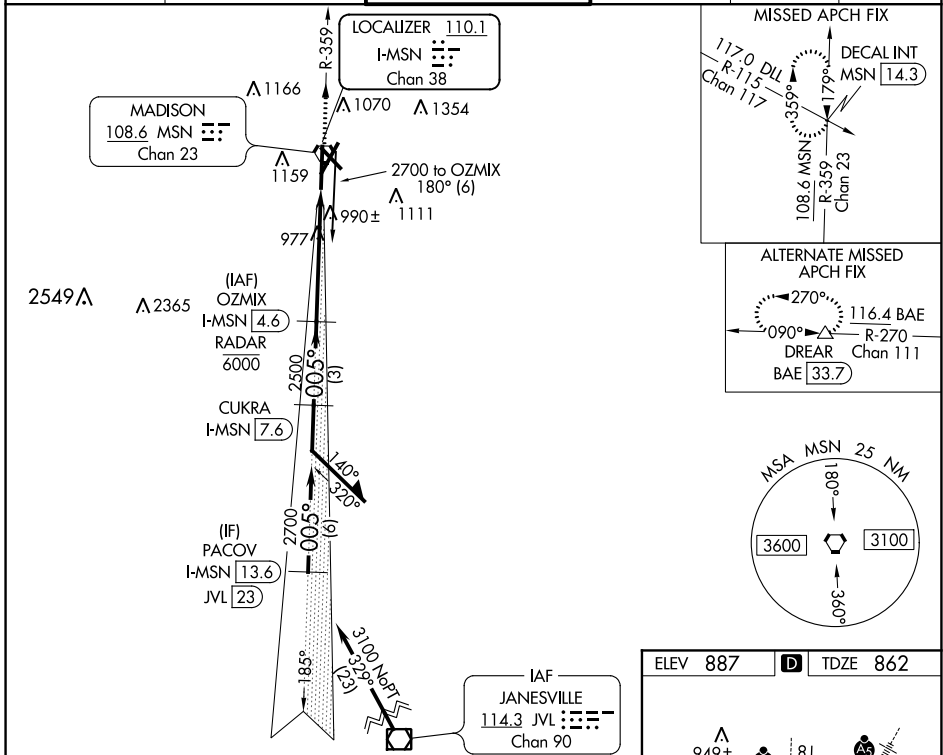 LOCALIZER 110.1
I-MSN
Chan 38
R-359
MADISON
108.6 MSN
Chan 23
1166
1070
1354
1159
2700 to OZMIX
180° (6)
990±
1111
977
2549
2365
(IAF)
OZMIX
I-MSN 4.6
RADAR
6000
2500
005°
(3)
CUKRA
I-MSN 7.6
140°
320°
2700
005°
(6)
(IF)
PACOV
I-MSN 13.6
JVL 23
185°
3100 NoPT
329°
(23)
IAF
JANESVILLE
114.3 JVL
Chan 90
MISSED APCH FIX
117.0 DLL
R-115
Chan 117
359°
179°
DECAL INT
MSN 14.3
108.6 MSN
R-359
Chan 23
ALTERNATE MISSED
APCH FIX
270°
090°
116.4 BAE
R-270
Chan 111
DREAR
BAE 33.7
MSA MSN 25 NM
180°
3600
3100
360°
ELEV 887
D
TDZE 862
949±
81
A5